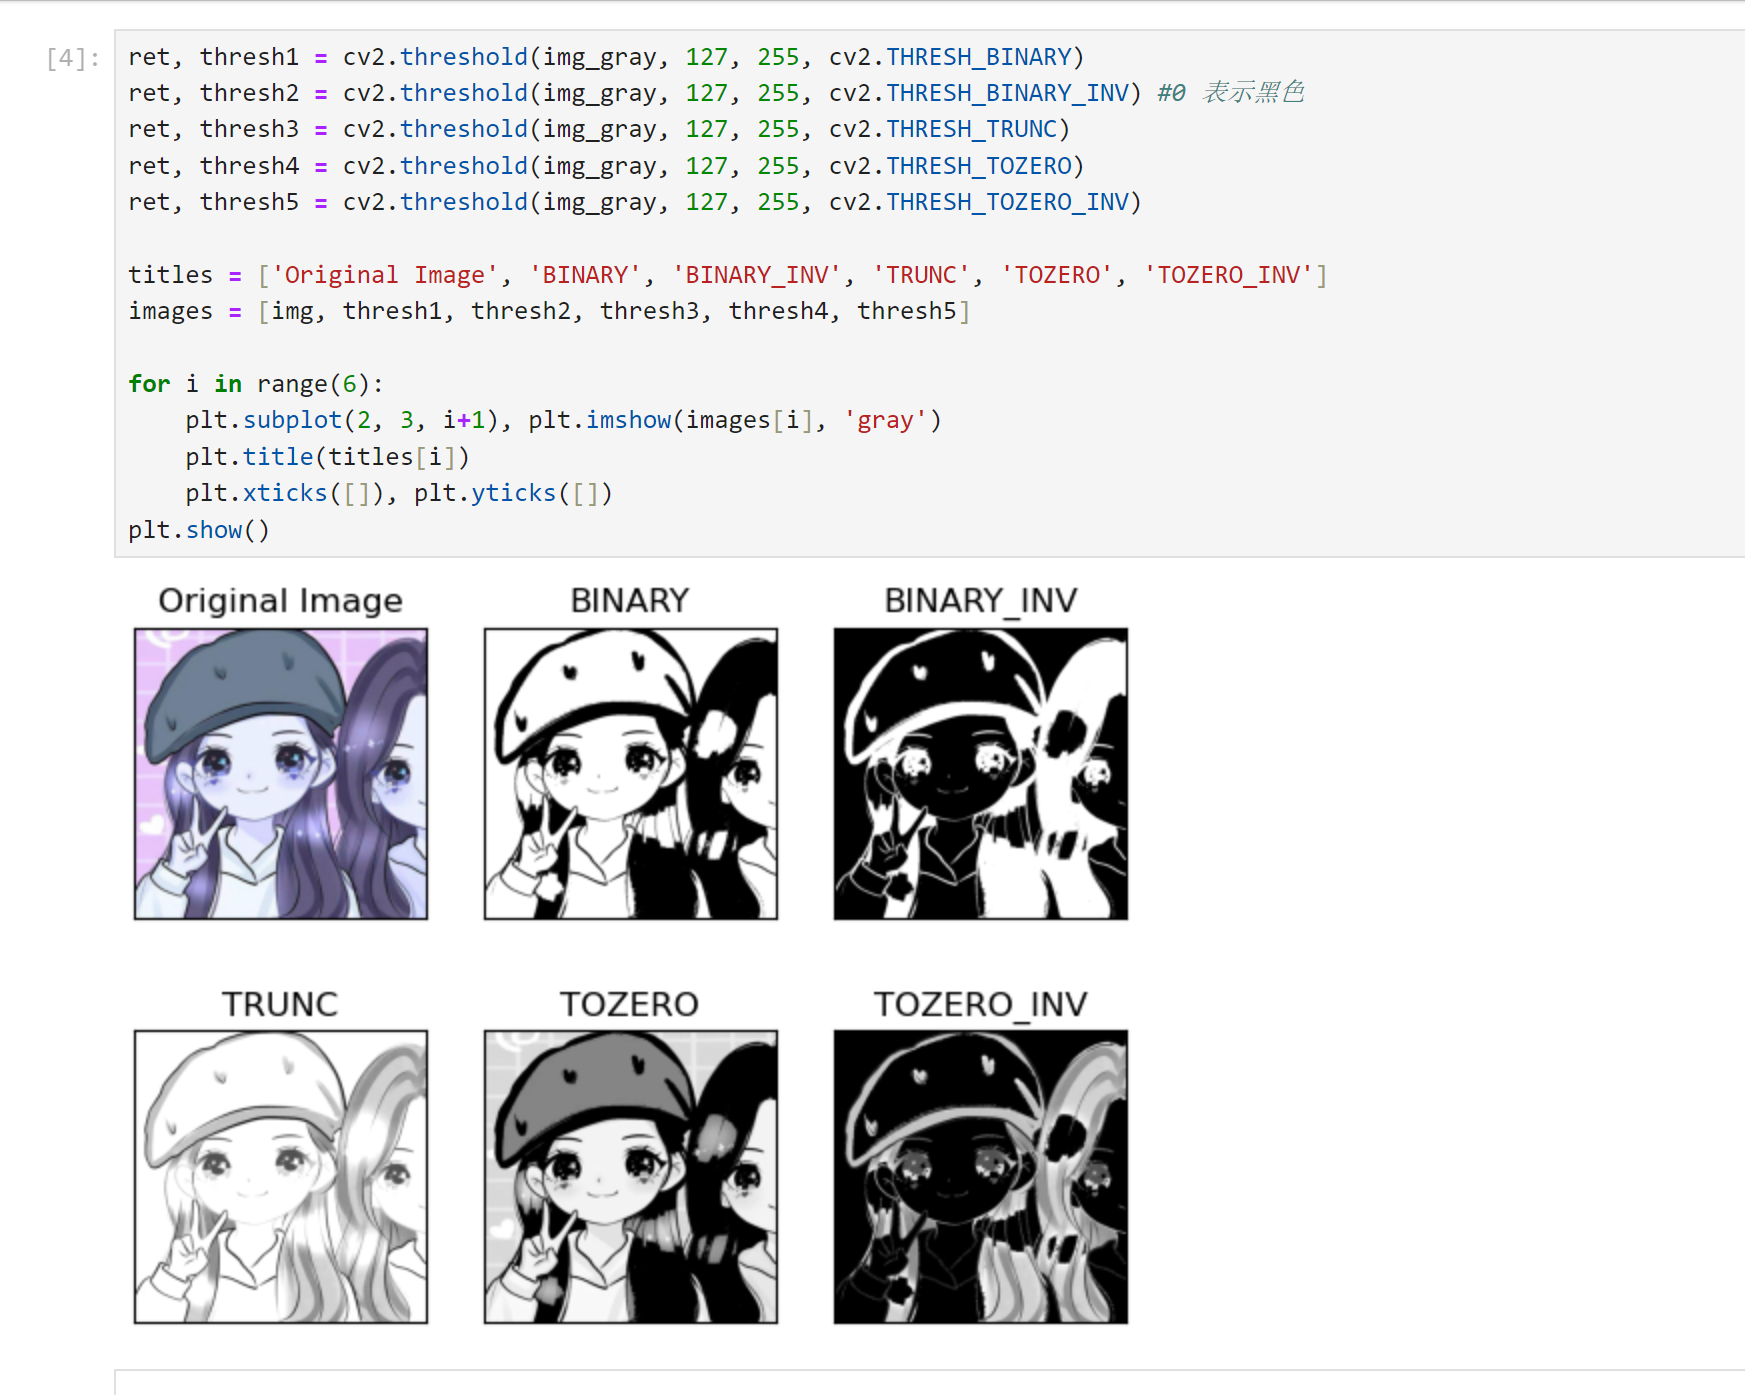 [4]:
ret, thresh1 = cv2.threshold(img_gray, 127, 255, cv2.THRESH_BINARY)
ret, thresh2 = cv2.threshold(img_gray, 127, 255, cv2.THRESH_BINARY_INV) #0 表示黑色
ret, thresh3 = cv2.threshold(img_gray, 127, 255, cv2.THRESH_TRUNC)
ret, thresh4 = cv2.threshold(img_gray, 127, 255, cv2.THRESH_TOZERO)
ret, thresh5 = cv2.threshold(img_gray, 127, 255, cv2.THRESH_TOZERO_INV)
titles = ['Original Image', 'BINARY', 'BINARY_INV', 'TRUNC', 'TOZERO', 'TOZERO_INV']
images = [img, thresh1, thresh2, thresh3, thresh4, thresh5]
for i in range(6):
    plt.subplot(2, 3, i+1), plt.imshow(images[i], 'gray')
    plt.title(titles[i])
    plt.xticks([]), plt.yticks([])
plt.show()
Original Image BINARY BINARY_INV
TRUNC TOZERO TOZERO_INV